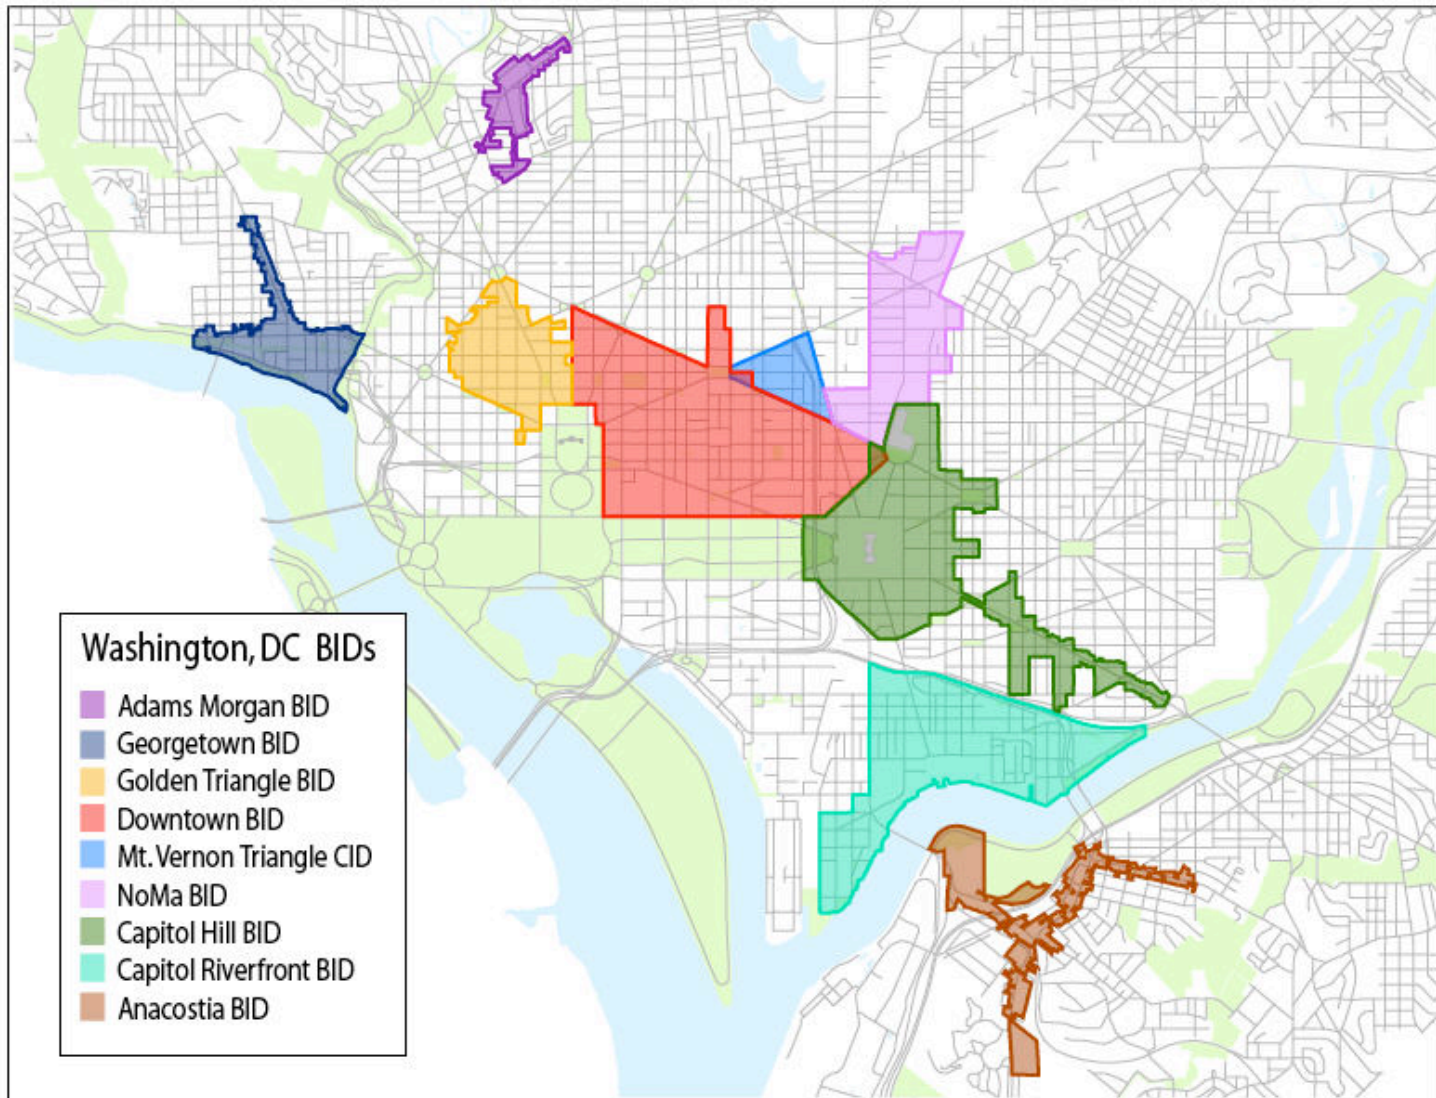 Washington, DC BIDs
Adams Morgan BID
Georgetown BID
Golden Triangle BID
Downtown BID
Mt. Vernon Triangle CID
NoMa BID
Capitol Hill BID
Capitol Riverfront BID
Anacostia BID